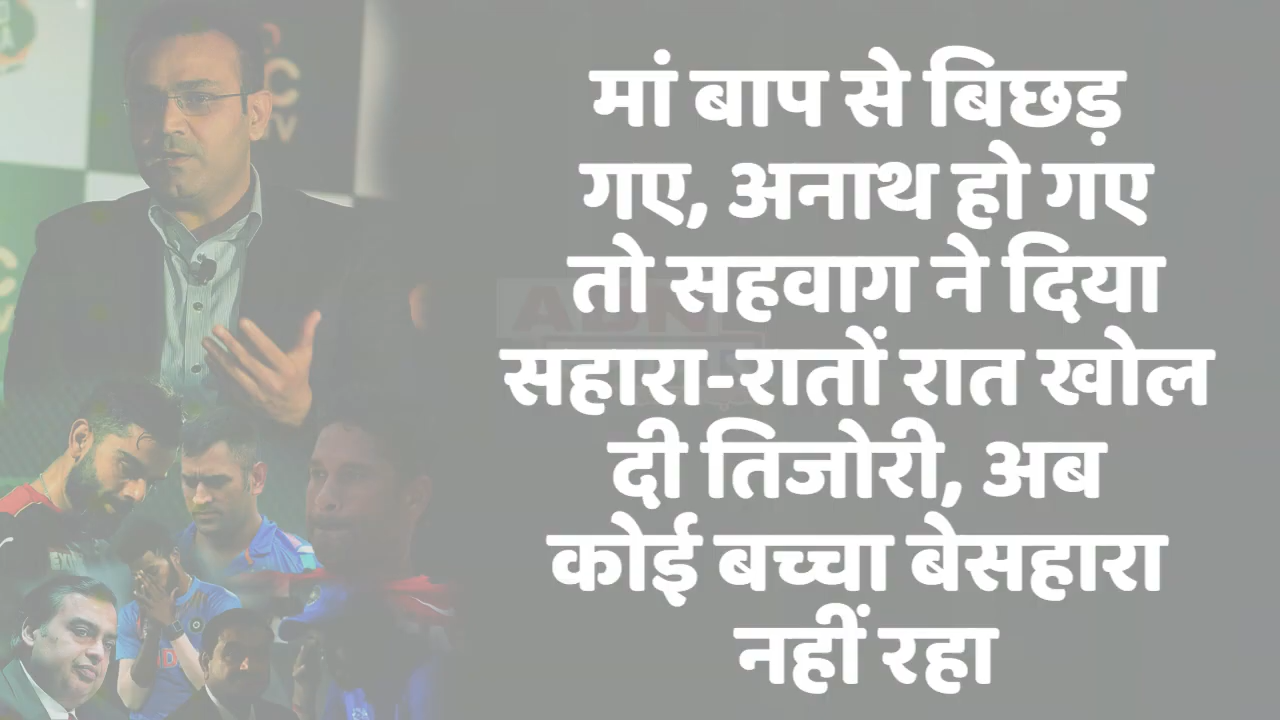 मां बाप से बिछड़
गए, अनाथ हो गए
तो सहवाग ने दिया
सहारा-रातों रात खोल
दी तिजोरी, अब
कोई बच्चा बेसहारा
नहीं रहा